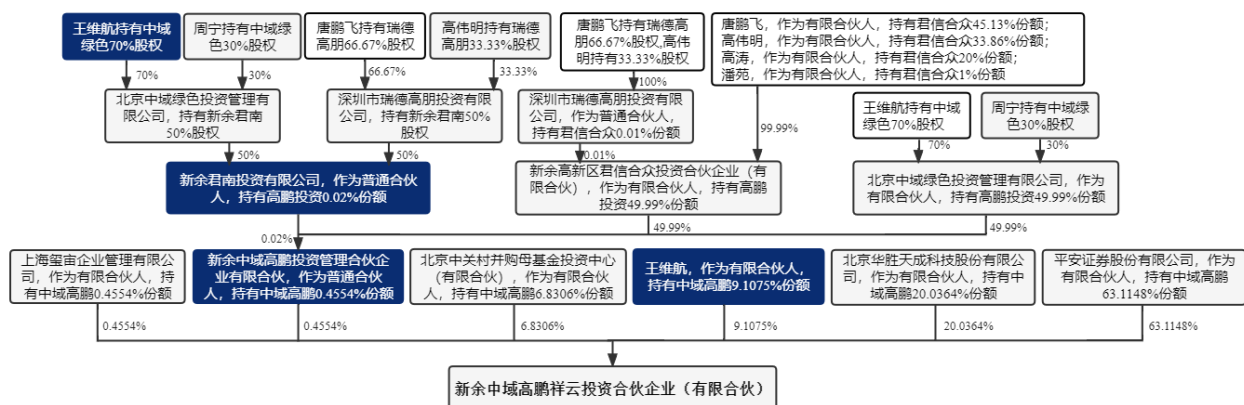 王维航持有中域
绿色70%股权
周宁持有中域绿
色30%股权
唐鹏飞持有瑞德
高朋66.67%股权
高伟明持有瑞德
高朋33.33%股权
唐鹏飞持有瑞德
高朋66.67%股权,高伟
明持有33.33%股权
唐鹏飞，作为有限合伙人，持有君信合众45.13%份额；
高伟明，作为有限合伙人，持有君信合众33.86%份额；
高涛，作为有限合伙人，持有君信合众20%份额；
潘苑，作为有限合伙人，持有君信合众1%份额
70%
30%
66.67%
33.33%
100%
北京中域绿色投资管理有
限公司，持有新余君南
50%股权
深圳市瑞德高朋投资有限
公司，持有新余君南50%
股权
深圳市瑞德高朋投资有限
公司，作为普通合伙人，
持有君信合众0.01%份额
99.99%
王维航持有中域
绿色70%股权
周宁持有中域绿
色30%股权
50%
50%
0.01%
70%
30%
新余君南投资有限公司，作为普通合伙
人，持有高鹏投资0.02%份额
新余高新区君信合众投资合伙企业（有
限合伙），作为有限合伙人，持有高鹏
投资49.99%份额
北京中域绿色投资管理有限公司，作为
有限合伙人，持有高鹏投资49.99%份额
0.02%
49.99%
49.99%
上海玺宙企业管理有限公
司，作为有限合伙人，持
有中域高鹏0.4554%份额
新余中域高鹏投资管理合伙企
业有限合伙，作为普通合伙
人，持有中域高鹏0.4554%份额
北京中关村并购母基金投资中心
（有限合伙），作为有限合伙
人，持有中域高鹏6.8306%份额
王维航，作为有限合伙人，
持有中域高鹏9.1075%份额
北京华胜天成科技股份有限公
司，作为有限合伙人，持有中
域高鹏20.0364%份额
平安证券股份有限公司，作为
有限合伙人，持有中域高鹏
63.1148%份额
0.4554%
0.4554%
6.8306%
9.1075%
20.0364%
63.1148%
新余中域高鹏祥云投资合伙企业（有限合伙）